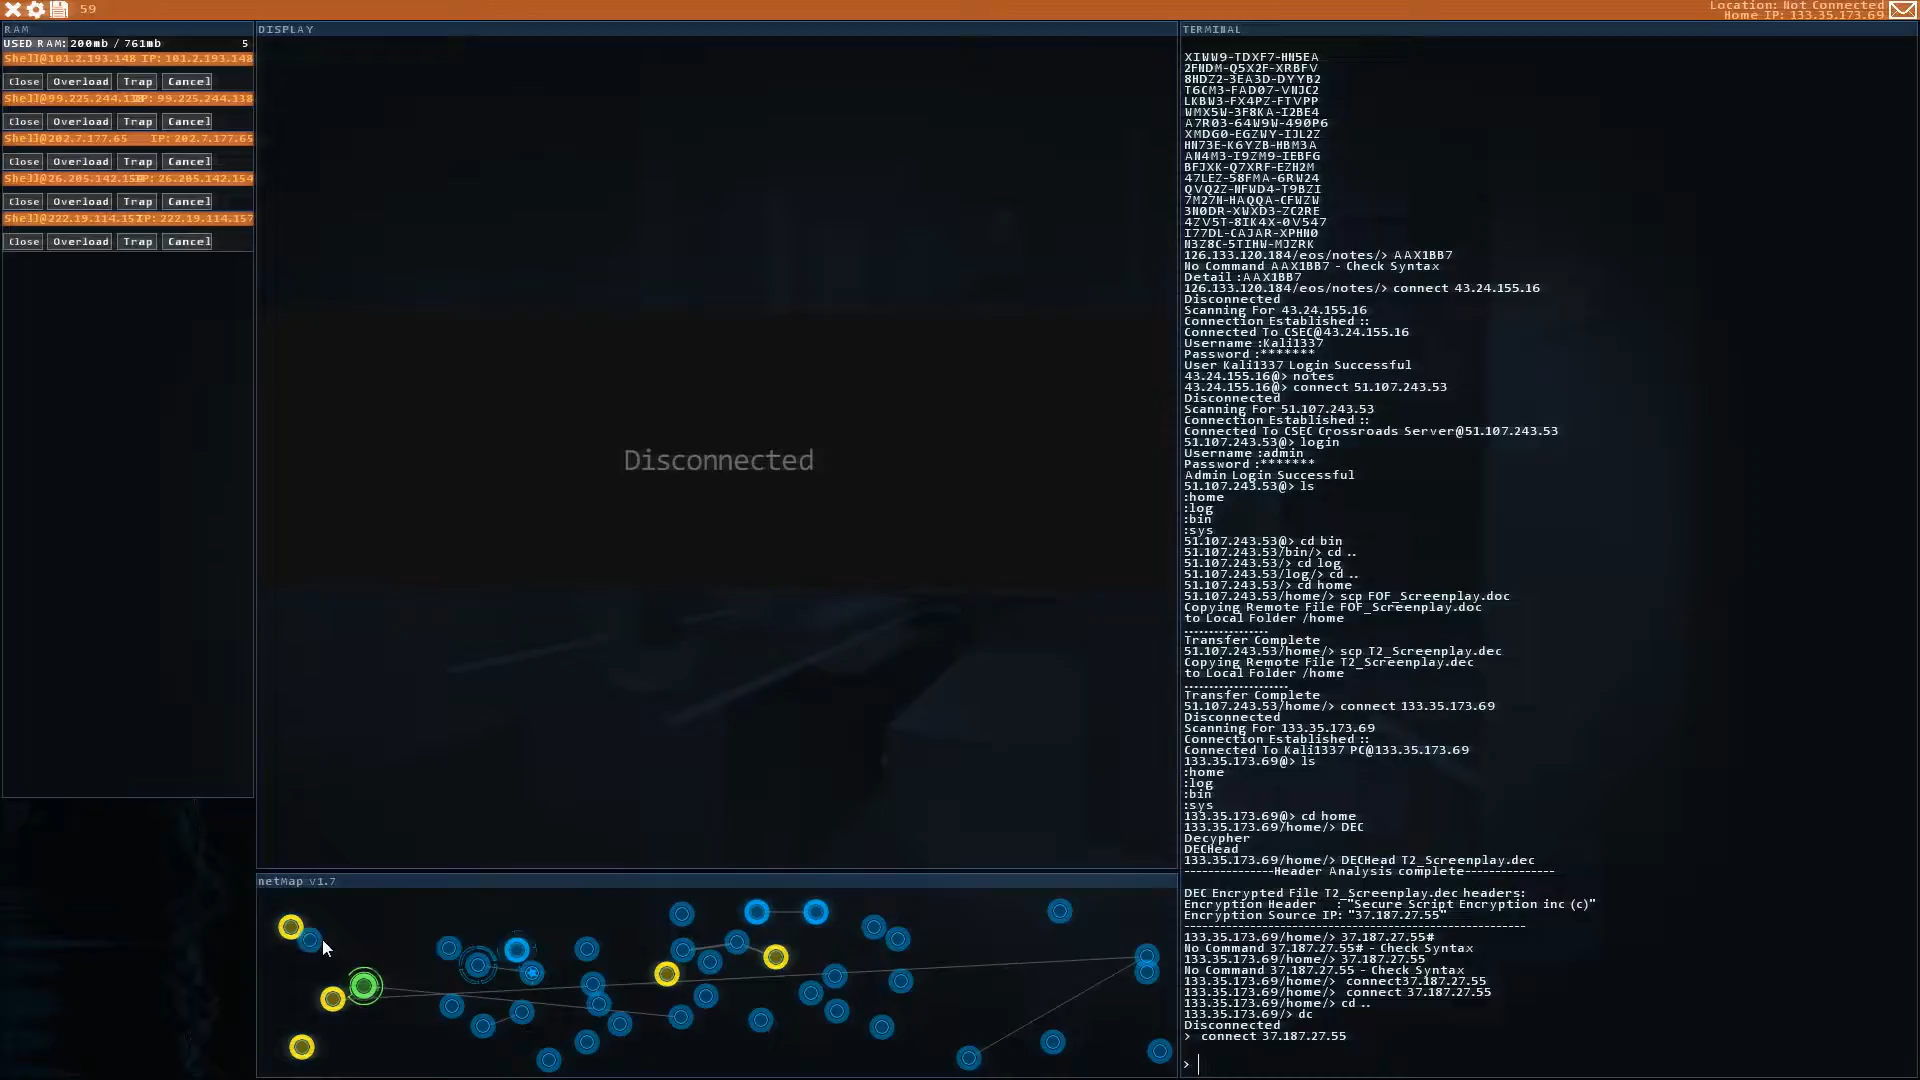 59
Location: Not Connected
Home IP: 133.35.173.69
RAM
USED RAM: 200mb / 761mb 5
Shell@101.2.193.148 IP: 101.2.193.148
Close Overload Trap Cancel
Shell@99.225.244.138 IP: 99.225.244.138
Close Overload Trap Cancel
Shell@202.7.177.65 IP: 202.7.177.65
Close Overload Trap Cancel
Shell@26.205.142.154 IP: 26.205.142.154
Close Overload Trap Cancel
Shell@222.19.114.157 IP: 222.19.114.157
Close Overload Trap Cancel
DISPLAY
Disconnected
netMap v1.7
TERMINAL
XIWW9-TDXF7-HN5EA
2FNDM-Q5X2F-XRBFV
8HDZ2-3EA3D-DYYB2
T6CM3-FAD07-VNJC2
LKBW3-FX4PZ-FTVPP
WMX5W-3F8KA-I2BE4
A7R03-64W9W-490P6
XMDG0-EGZWY-IJL2Z
HN73E-K6YZB-HBM3A
AN4M3-I9ZM9-IEBFG
BFJXK-Q7XRF-EZH2M
47LEZ-58FMA-6RW24
QVQ2Z-NFWD4-T9BZI
7M27N-HAQQA-CFWZW
3N0DR-XWXD3-ZC2RE
4ZV5T-8IK4X-0V547
I77DL-CAJAR-XPHN0
N3Z8C-5TIHW-MJZRK
126.133.120.184/eos/notes/> AAX1BB7
No Command AAX1BB7 - Check Syntax
Detail :AAX1BB7
126.133.120.184/eos/notes/> connect 43.24.155.16
Disconnected
Scanning For 43.24.155.16
Connection Established ::
Connected To CSEC@43.24.155.16
Username :Kali1337
Password :*******
User Kali1337 Login Successful
43.24.155.16@> notes
43.24.155.16@> connect 51.107.243.53
Disconnected
Scanning For 51.107.243.53
Connection Established ::
Connected To CSEC Crossroads Server@51.107.243.53
51.107.243.53@> login
Username :admin
Password :*******
Admin Login Successful
51.107.243.53@> ls
:home
:log
:bin
:sys
51.107.243.53@> cd bin
51.107.243.53/bin/> cd ..
51.107.243.53/> cd log
51.107.243.53/log/> cd ..
51.107.243.53/> cd home
51.107.243.53/home/> scp FOF_Screenplay.doc
Copying Remote File FOF_Screenplay.doc
to Local Folder /home
.................
Transfer Complete
51.107.243.53/home/> scp T2_Screenplay.dec
Copying Remote File T2_Screenplay.dec
to Local Folder /home
.....................
Transfer Complete
51.107.243.53/home/> connect 133.35.173.69
Disconnected
Scanning For 133.35.173.69
Connection Established ::
Connected To Kali1337 PC@133.35.173.69
133.35.173.69@> ls
:home
:log
:bin
:sys
133.35.173.69@> cd home
133.35.173.69/home/> DEC
Decypher
DECHead
133.35.173.69/home/> DECHead T2_Screenplay.dec
---------------Header Analysis complete---------------
DEC Encrypted File T2_Screenplay.dec headers:
Encryption Header   : "Secure Script Encryption inc (c)"
Encryption Source IP: "37.187.27.55"
---------------------------------------------------------
133.35.173.69/home/> 37.187.27.55#
No Command 37.187.27.55# - Check Syntax
133.35.173.69/home/> 37.187.27.55
No Command 37.187.27.55 - Check Syntax
133.35.173.69/home/>  connect37.187.27.55
133.35.173.69/home/>  connect 37.187.27.55
133.35.173.69/home/> cd ..
133.35.173.69/> dc
Disconnected
>  connect 37.187.27.55
>